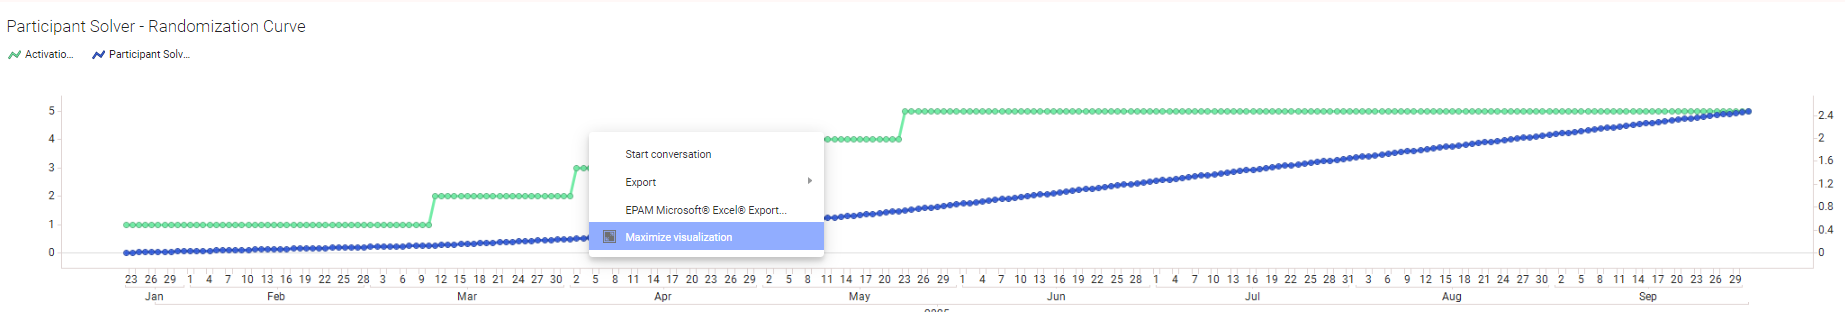 Participant Solver - Randomization Curve
Activatio... Participant Solv...
5
4
3
2
1
0
2.4
2
1.6
1.2
0.8
0.4
0
Start conversation
Export
EPAM Microsoft® Excel® Export...
Maximize visualization
23 26 29 1 4 7 10 13 16 19 22 25 28 3 6 9 12 15 18 21 24 27 30 2 5 8 11 14 17 20 23 26 29 2 5 8 11 14 17 20 23 26 29 1 4 7 10 13 16 19 22 25 28 1 4 7 10 13 16 19 22 25 28 31 3 6 9 12 15 18 21 24 27 30 2 5 8 11 14 17 20 23 26 29
Jan Feb Mar Apr May Jun Jul Aug Sep